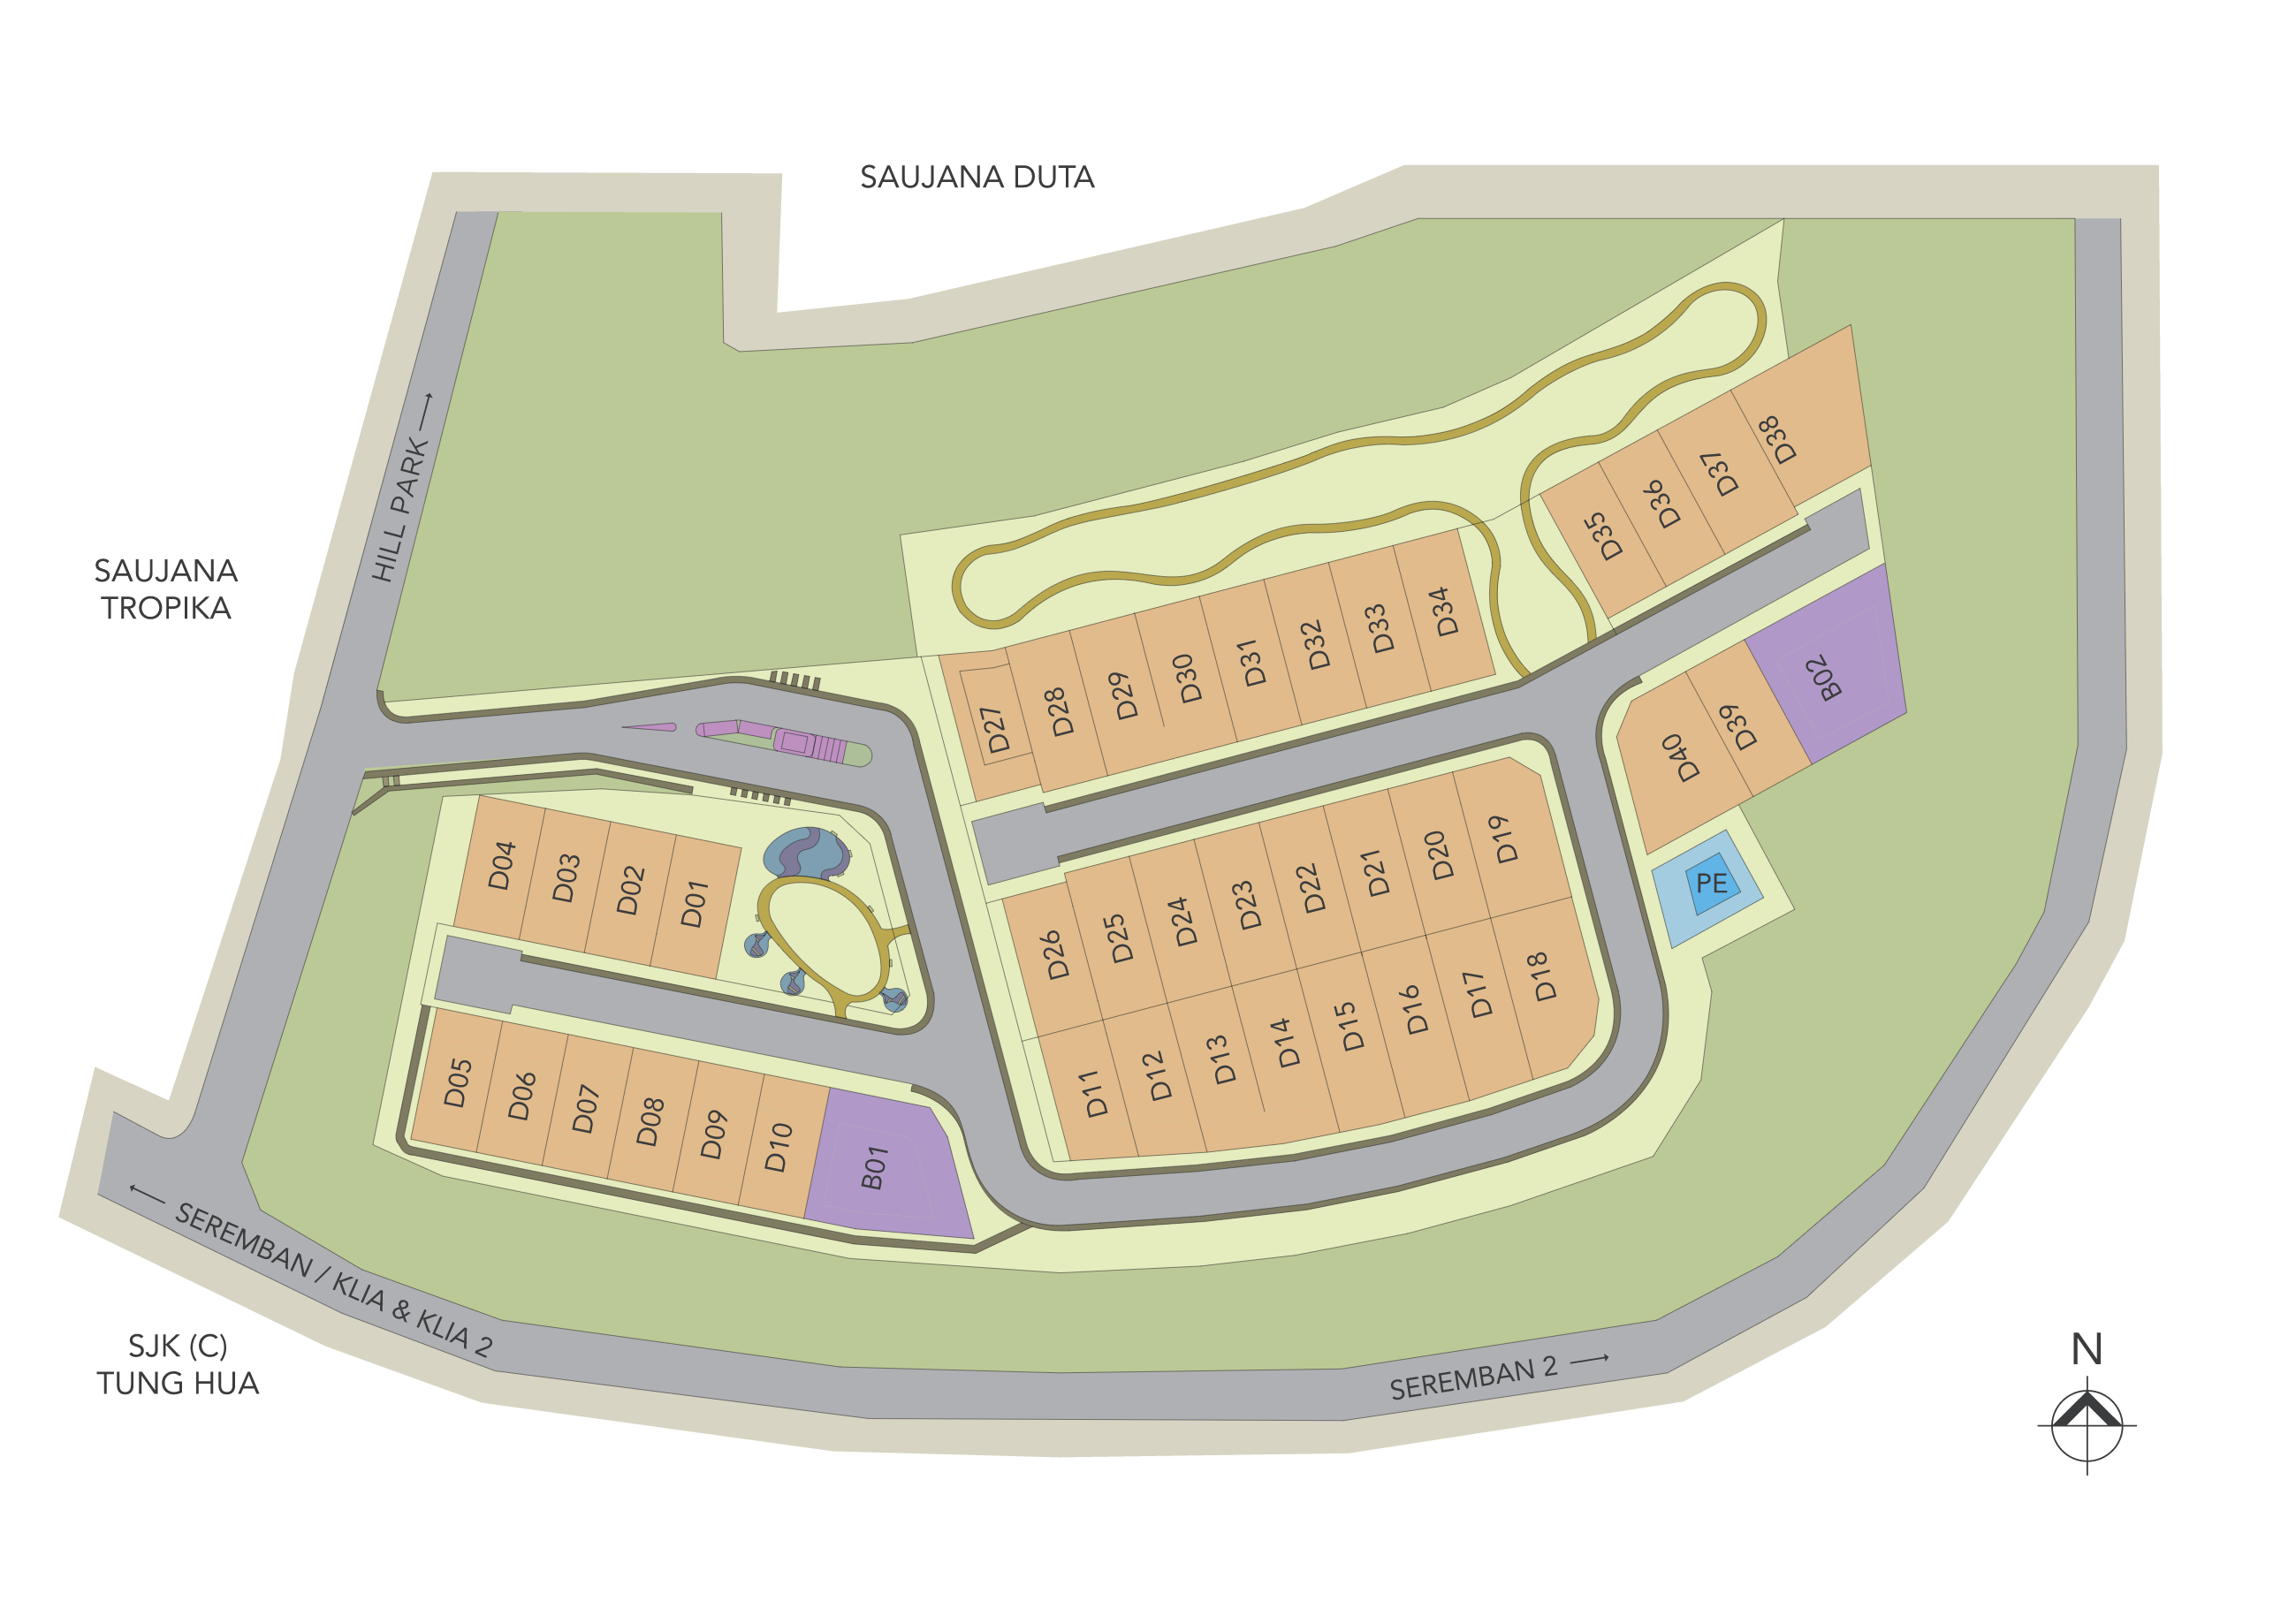 SAUJANA DUTA
HILL PARK
SAUJANA
TROPIKA
D38
D37
D36
D35
D34
D33
D32
D31
D30
D29
D28
D27
B02
D39
D40
PE
D04
D03
D02
D01
D26
D25
D24
D23
D22
D21
D20
D19
D11
D12
D13
D14
D15
D16
D17
D18
D05
D06
D07
D08
D09
D10
B01
SEREMBAN / KLIA & KLIA 2
SJK (C)
TUNG HUA
SEREMBAN 2
N